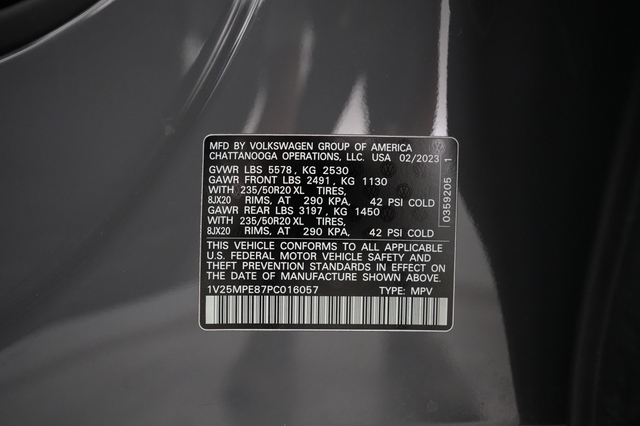 MFD BY VOLKSWAGEN GROUP OF AMERICA
CHATTANOOGA OPERATIONS, LLC. USA 02/2023
GVWR LBS 5578, KG 2530
GAWR FRONT LBS 2491, KG 1130
WITH 235/50R20 XL TIRES,
8JX20 RIMS, AT 290 KPA, 42 PSI COLD
GAWR REAR LBS 3197, KG 1450
WITH 235/50R20 XL TIRES,
8JX20 RIMS, AT 290 KPA, 42 PSI COLD
THIS VEHICLE CONFORMS TO ALL APPLICABLE
U.S. FEDERAL MOTOR VEHICLE SAFETY AND
THEFT PREVENTION STANDARDS IN EFFECT ON
THE DATE OF MANUFACTURE SHOWN ABOVE.
1V25MPE87PC016057 TYPE: MPV
0359205 1